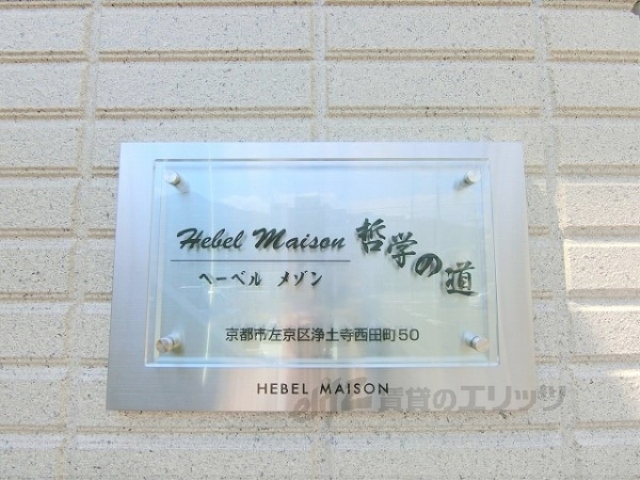 Hebel Maison 哲学の道
ヘーベル メゾン
京都市左京区浄土寺西田町50
HEBEL MAISON
賃貸のエリッツ